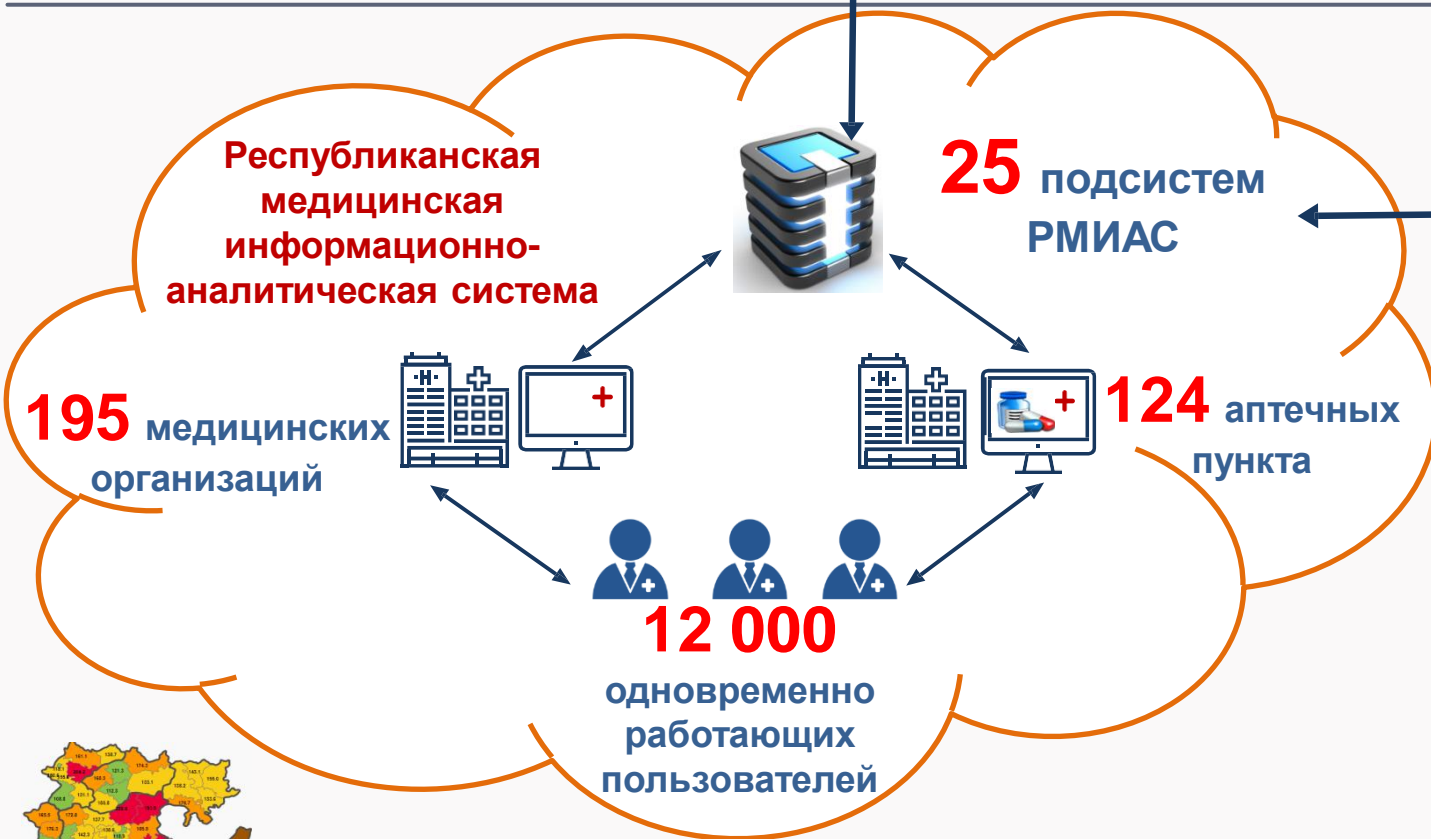 Республиканская
медицинская
информационно-
аналитическая система
25 подсистем
РМИАС
195 медицинских
организаций
124 аптечных
пункта
12 000
одновременно
работающих
пользователей